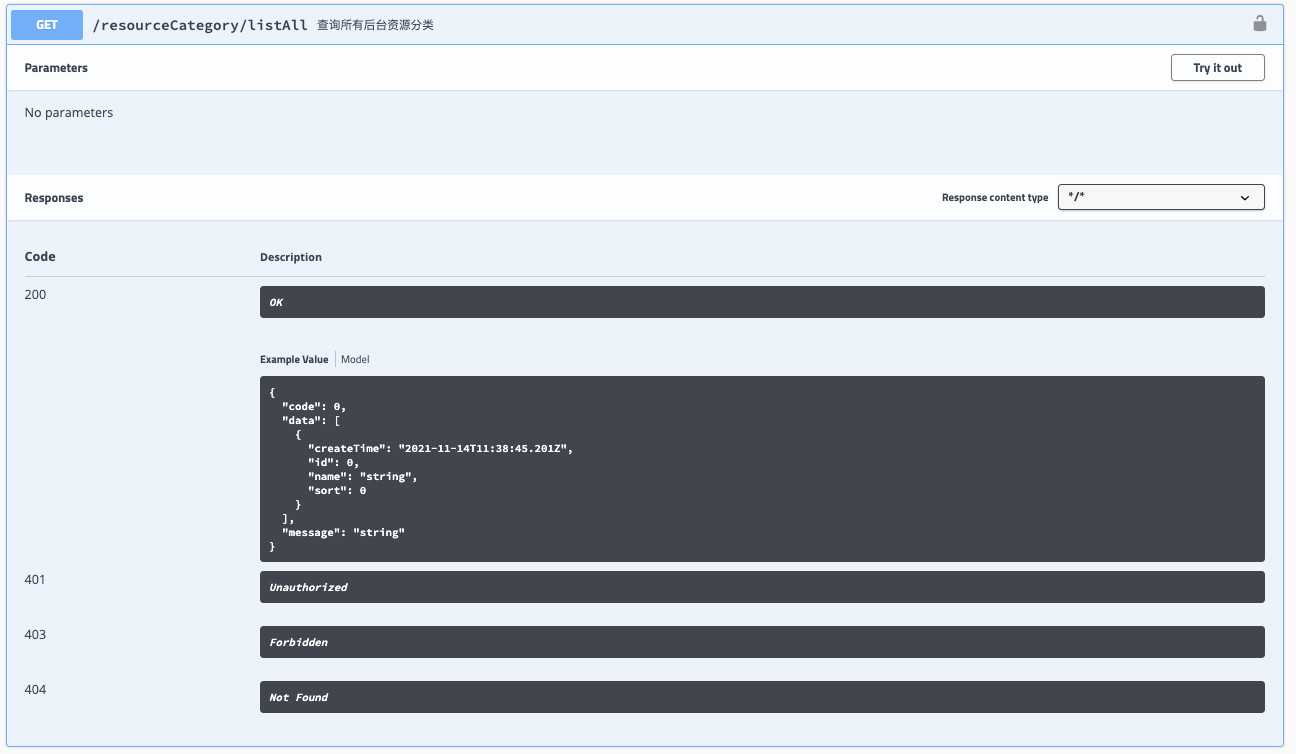 GET /resourceCategory/listAll 查询所有后台资源分类
Parameters Try it out
No parameters
Responses Response content type */*
Code Description
200 OK
Example Value Model
{
  "code": 0,
  "data": [
    {
      "createTime": "2021-11-14T11:38:45.201Z",
      "id": 0,
      "name": "string",
      "sort": 0
    }
  ],
  "message": "string"
}
401 Unauthorized
403 Forbidden
404 Not Found